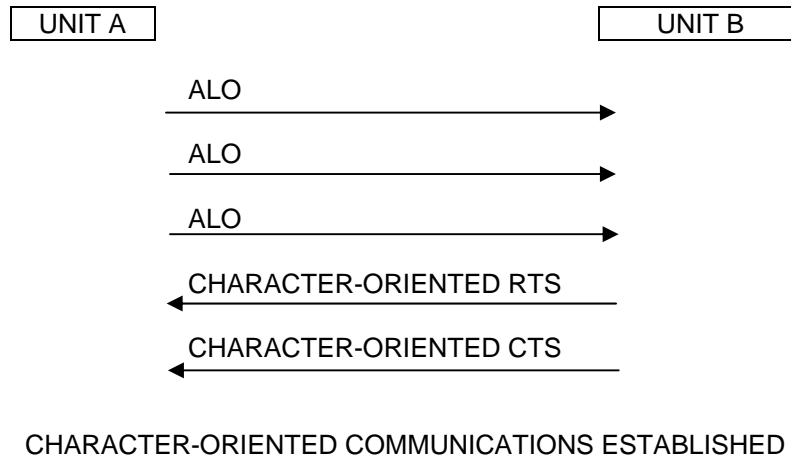 UNIT A UNIT B
ALO
ALO
ALO
CHARACTER-ORIENTED RTS
CHARACTER-ORIENTED CTS
CHARACTER-ORIENTED COMMUNICATIONS ESTABLISHED